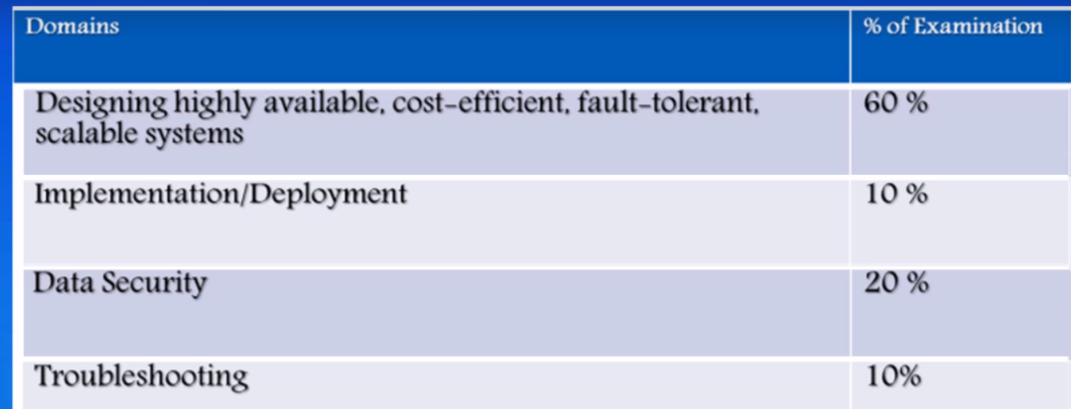 Domains
% of Examination
Designing highly available, cost-efficient, fault-tolerant,
scalable systems
60 %
Implementation/Deployment
10 %
Data Security
20 %
Troubleshooting
10%